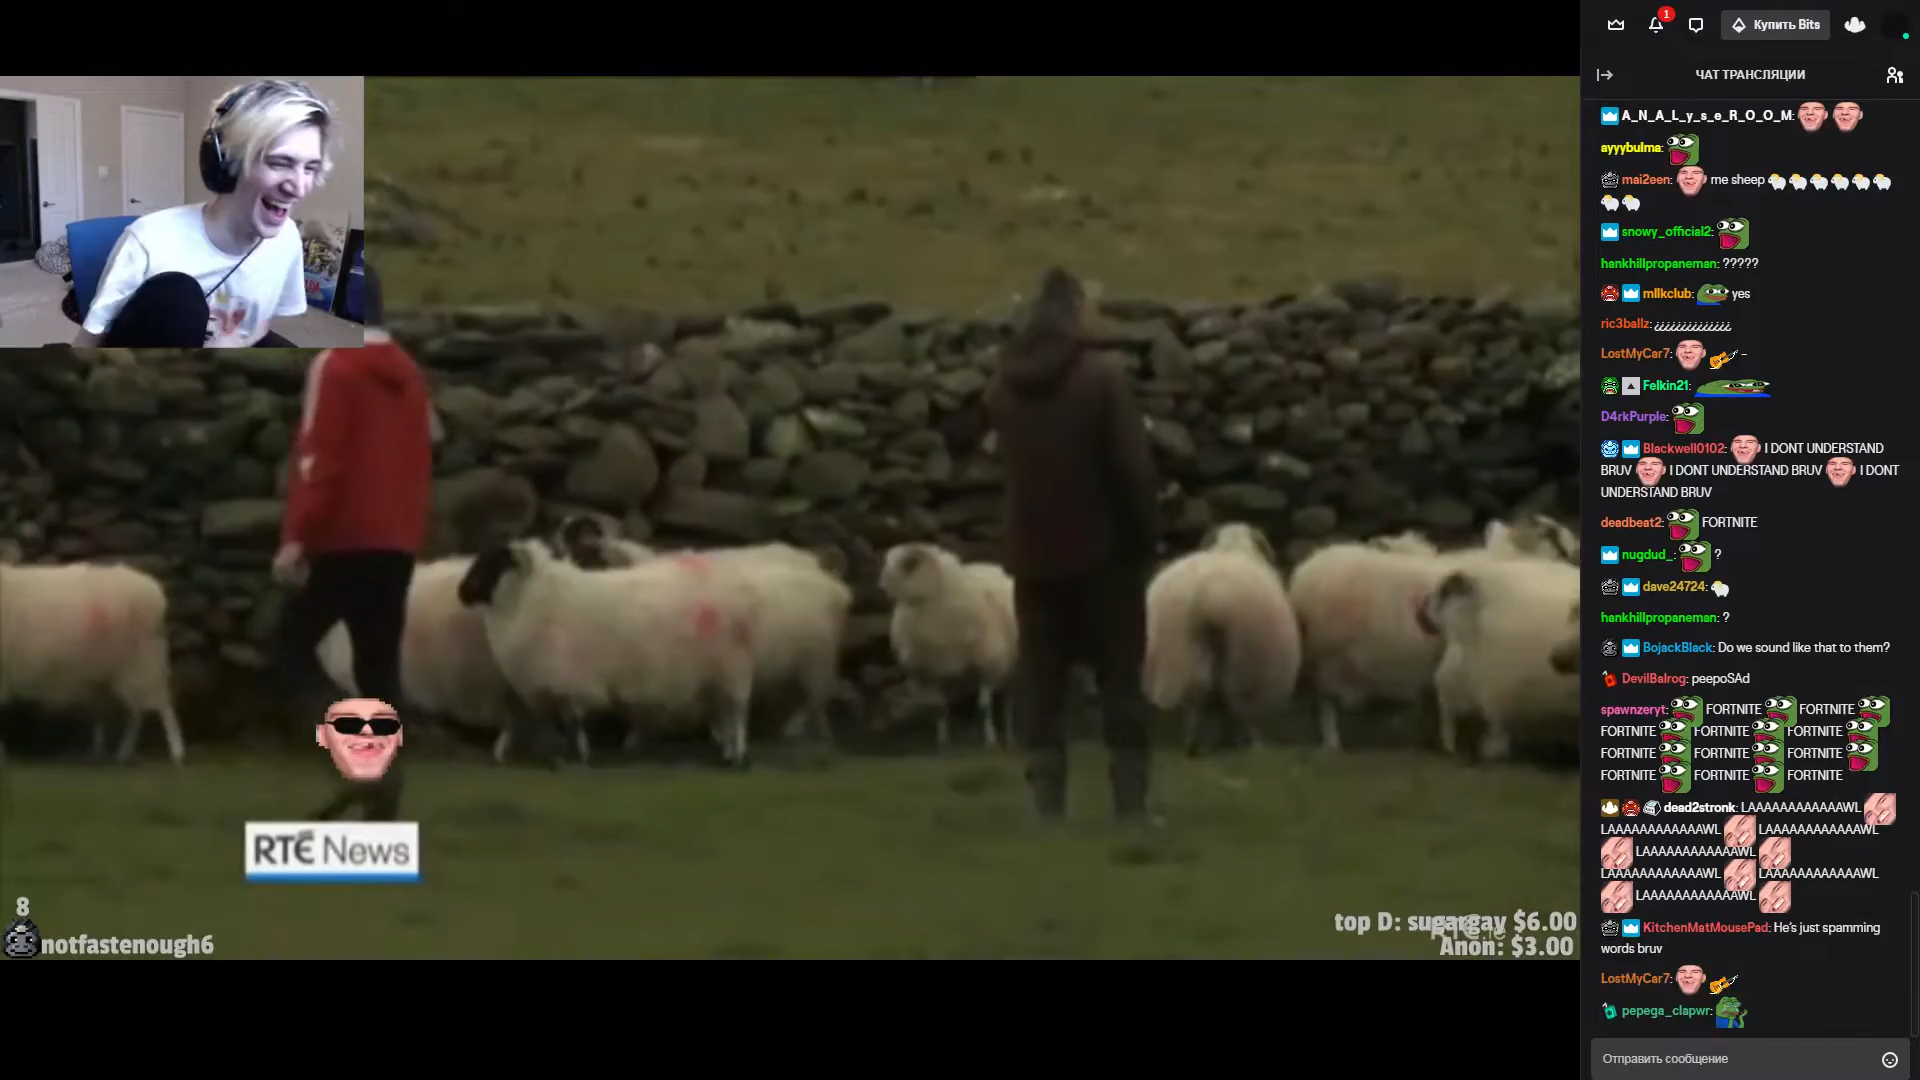 RTÉ News
8
notfastenough6
top D: sugargay $6.00
Anon: $3.00
1
Купить Bits
ЧАТ ТРАНСЛЯЦИИ
A_N_A_L_y_s_e_R_O_O_M:
ayyybulma:
mai2een: me sheep
snowy_official2:
hankhillpropaneman: ?????
mllkclub: yes
ric3ballz: ¿¿¿¿¿¿¿¿¿¿¿¿¿¿
LostMyCar7: -
Felkin21:
D4rkPurple:
Blackwell0102: I DONT UNDERSTAND
BRUV I DONT UNDERSTAND BRUV I DONT
UNDERSTAND BRUV
deadbeat2: FORTNITE
nugdud_: ?
dave24724:
hankhillpropaneman: ?
BojackBlack: Do we sound like that to them?
DevilBalrog: peepoSAd
spawnzeryt: FORTNITE FORTNITE
FORTNITE FORTNITE FORTNITE
FORTNITE FORTNITE FORTNITE
FORTNITE FORTNITE FORTNITE
dead2stronk: LAAAAAAAAAAAAWL
LAAAAAAAAAAAAWL LAAAAAAAAAAAAWL
LAAAAAAAAAAAAWL
LAAAAAAAAAAAAWL LAAAAAAAAAAAAWL
LAAAAAAAAAAAAWL
KitchenMatMousePad: He's just spamming
words bruv
LostMyCar7:
pepega_clapwr:
Отправить сообщение